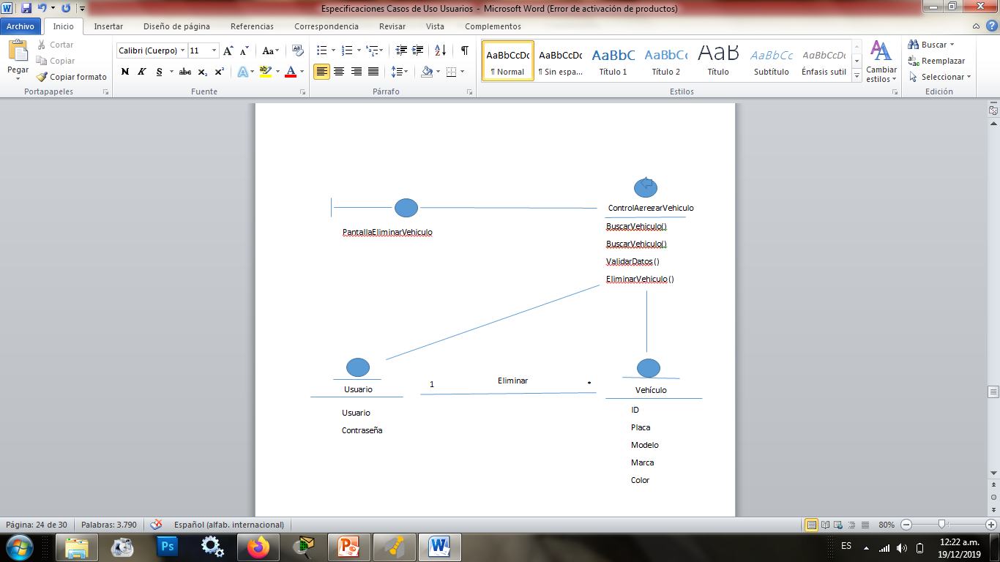 Especificaciones Casos de Uso Usuarios - Microsoft Word (Error de activación de productos)
Archivo Inicio Insertar Diseño de página Referencias Correspondencia Revisar Vista Complementos
Pegar
Cortar
Copiar
Copiar formato
Portapapeles
Calibri (Cuerpo) 11
N K S abc x₂ x²
Fuente
Párrafo
AaBbCcDc AaBbCcDc AaBbC AaBbCc AaB AaBbCc AaBbCcDc
¶ Normal ¶ Sin espa... Título 1 Título 2 Título Subtítulo Énfasis sutil
Cambiar estilos
Estilos
Buscar
Reemplazar
Seleccionar
Edición
ControlAgregarVehiculo
PantallaEliminarVehiculo
BuscarVehiculo()
BuscarVehiculo()
ValidarDatos()
EliminarVehiculo()
1 Eliminar *
Usuario
Usuario
Contraseña
Vehículo
ID
Placa
Modelo
Marca
Color
Página: 24 de 30 Palabras: 3.790 Español (alfab. internacional) 80%
Ps ES 12:22 a.m.
19/12/2019